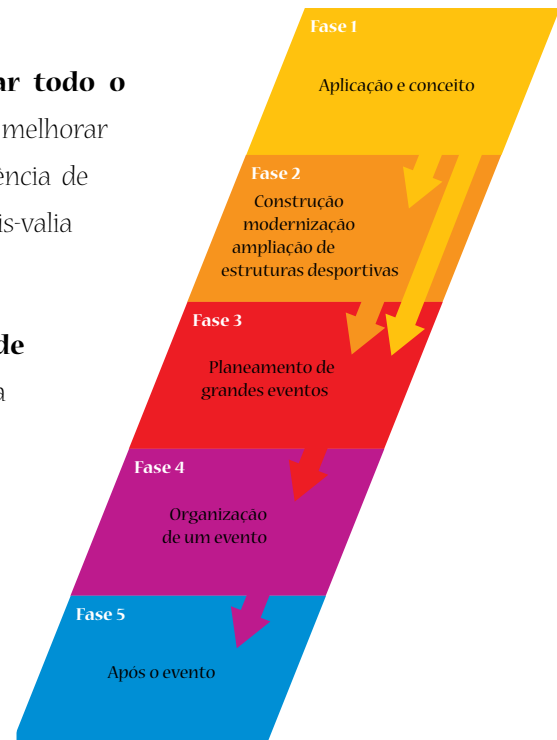 ar todo o
melhorar
ência de
is-valia
de
a
Fase 1
Aplicação e conceito
Fase 2
Construção
modernização
ampliação de
estruturas desportivas
Fase 3
Planeamento de
grandes eventos
Fase 4
Organização
de um evento
Fase 5
Após o evento